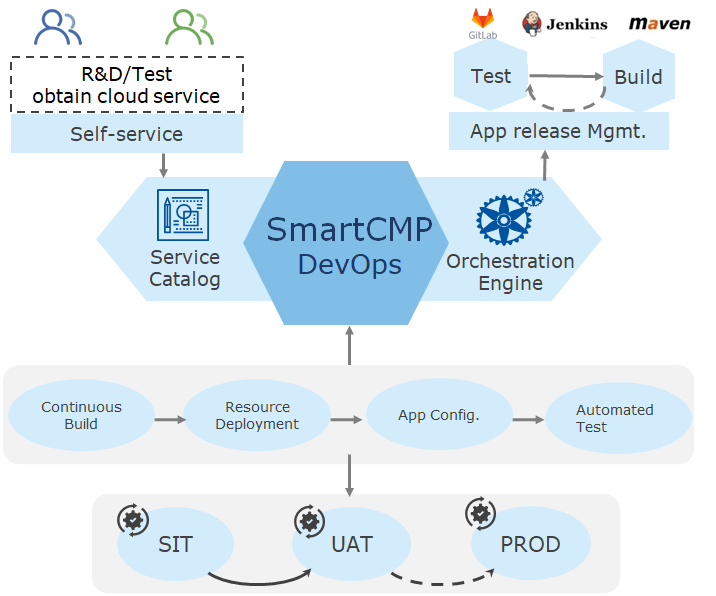 R&D/Test
obtain cloud service
Self-service
GitLab
Jenkins
maven
Test
Build
App release Mgmt.
Service
Catalog
SmartCMP
DevOps
Orchestration
Engine
Continuous
Build
Resource
Deployment
App Config.
Automated
Test
SIT
UAT
PROD